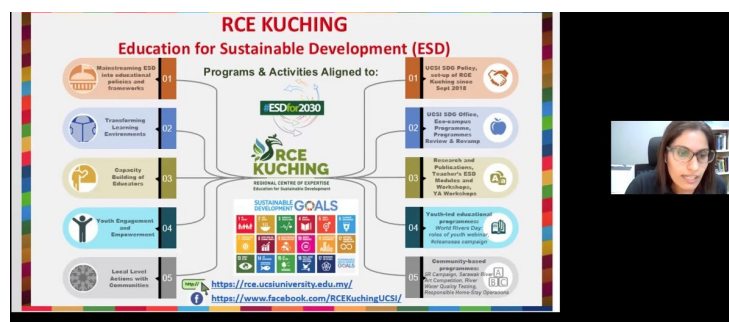 RCE KUCHING
Education for Sustainable Development (ESD)
Programs & Activities Aligned to:
Mainstreaming ESD
into educational
policies and
frameworks
01
Transforming
Learning
Environments
02
Capacity
Building of
Educators
03
Youth Engagement
and
Empowerment
04
Local Level
Actions with
Communities
05
#ESDfor2030
RCE
KUCHING
REGIONAL CENTRE OF EXPERTISE
Education for Sustainable Development
SUSTAINABLE
DEVELOPMENT
GOALS
01
UCSI SDG Policy,
set-up of RCE
Kuching since
Sept 2018
02
UCSI SDG Office,
Eco-campus
Programme,
Programmes
Review & Revamp
03
Research and
Publications,
Teacher's ESD
Modules and
Workshops,
YA Workshops
04
Youth-led educational
programmes:
World Rivers Day:
roles of youth webinar,
#cleanseas campaign
05
Community-based
programmes:
Art Competition, River
Water Quality Testing,
Responsible Home-Stay Operations
http://
https://rce.ucsiuniversity.edu.my/
https://www.facebook.com/RCEKuchingUCSI/